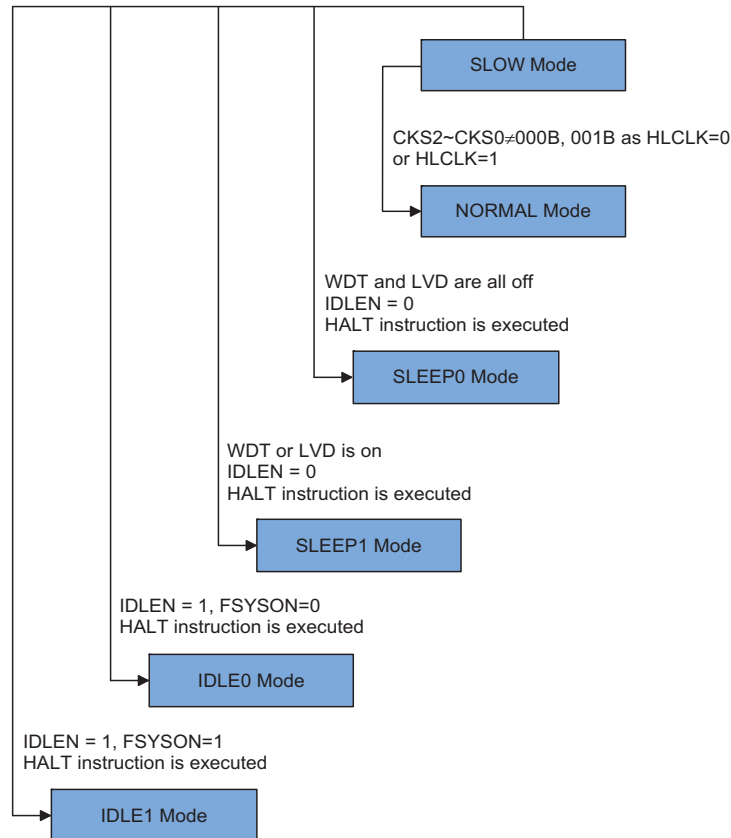 SLOW Mode
CKS2~CKS0≠000B, 001B as HLCLK=0
or HLCLK=1
NORMAL Mode
WDT and LVD are all off
IDLEN = 0
HALT instruction is executed
SLEEP0 Mode
WDT or LVD is on
IDLEN = 0
HALT instruction is executed
SLEEP1 Mode
IDLEN = 1, FSYSON=0
HALT instruction is executed
IDLE0 Mode
IDLEN = 1, FSYSON=1
HALT instruction is executed
IDLE1 Mode